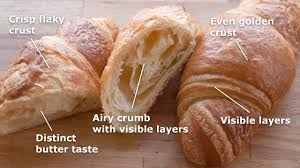 Crisp flaky
crust
Even golden
crust
Airy crumb
with visible layers
Visible layers
Distinct
butter taste